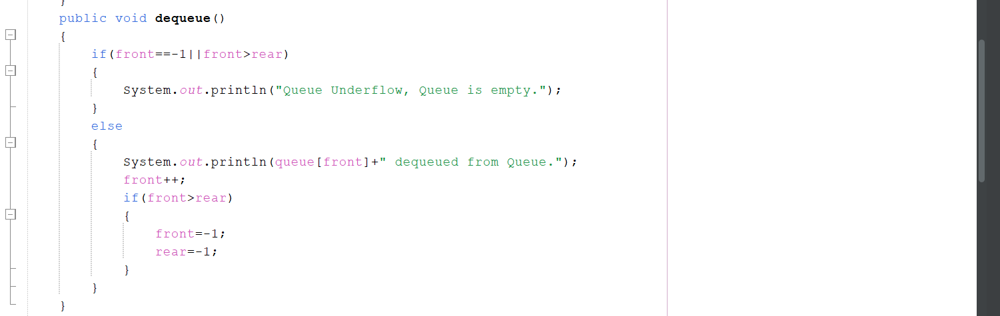 }
public void dequeue()
{
if(front==-1||front>rear)
{
System.out.println("Queue Underflow, Queue is empty.");
}
else
{
System.out.println(queue[front]+" dequeued from Queue.");
front++;
if(front>rear)
{
front=-1;
rear=-1;
}
}
}